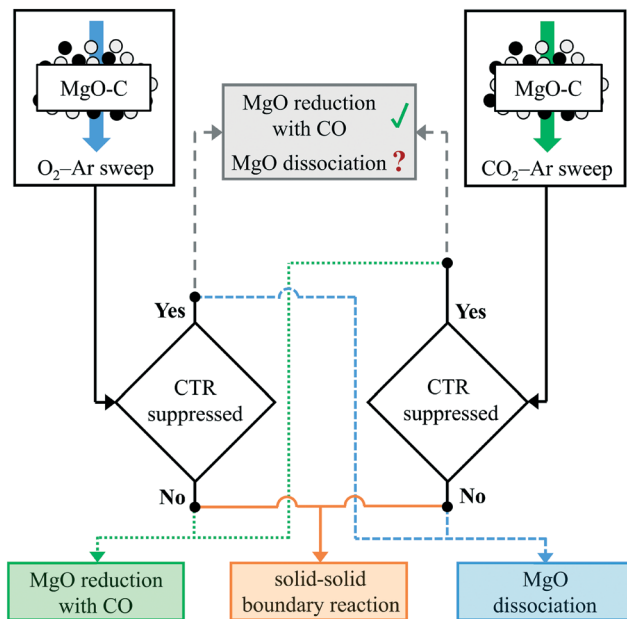 MgO-C
O₂–Ar sweep
MgO-C
CO₂–Ar sweep
MgO reduction
with CO ✓
MgO dissociation ?
Yes
CTR
suppressed
No
Yes
CTR
suppressed
No
MgO reduction
with CO
solid-solid
boundary reaction
MgO
dissociation